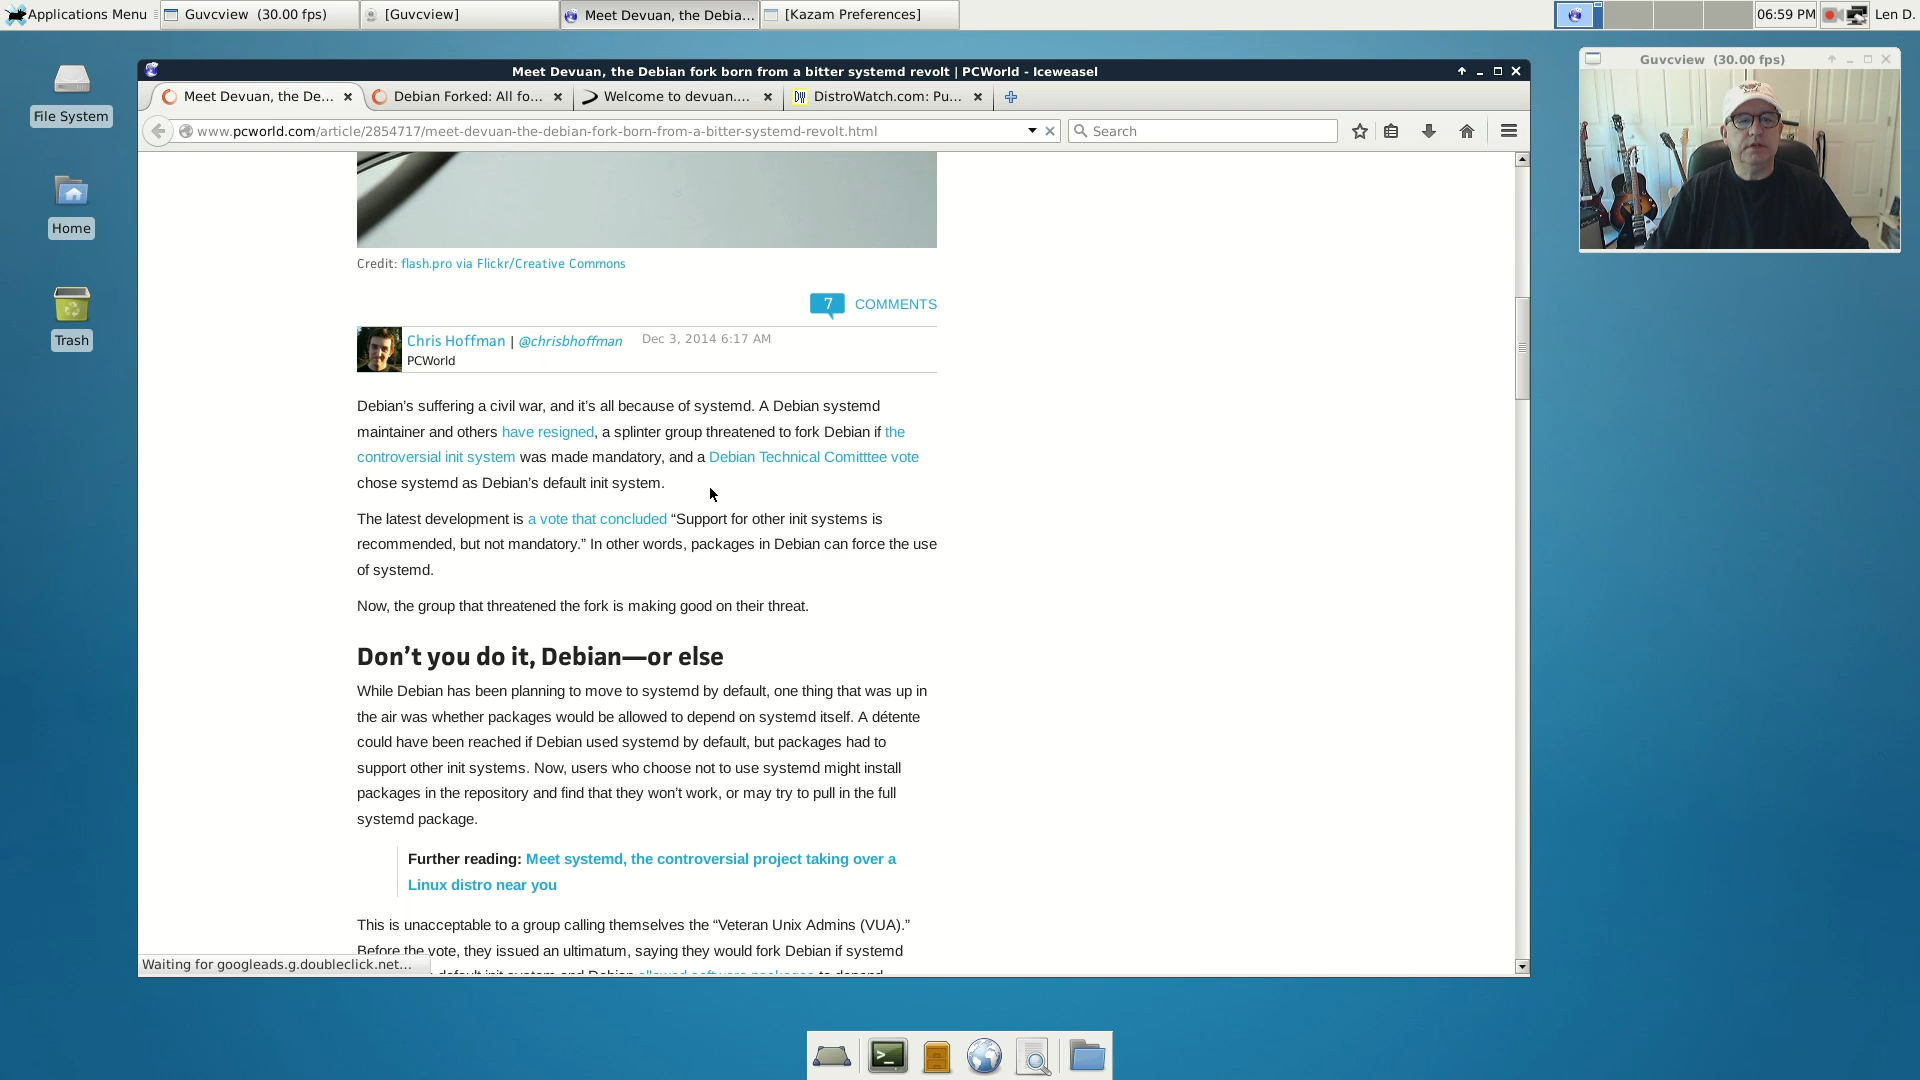 Applications Menu
Guvcview (30.00 fps)
[Guvcview]
Meet Devuan, the Debia...
[Kazam Preferences]
06:59 PM
Len D.
File System
Home
Trash
Meet Devuan, the Debian fork born from a bitter systemd revolt | PCWorld - Iceweasel
Meet Devuan, the De...
Debian Forked: All fo...
Welcome to devuan....
DW
DistroWatch.com: Pu...
www.pcworld.com/article/2854717/meet-devuan-the-debian-fork-born-from-a-bitter-systemd-revolt.html
Search
Guvcview (30.00 fps)
Credit: flash.pro via Flickr/Creative Commons
7 COMMENTS
Chris Hoffman | @chrisbhoffman Dec 3, 2014 6:17 AM
PCWorld
Debian’s suffering a civil war, and it’s all because of systemd. A Debian systemd
maintainer and others have resigned, a splinter group threatened to fork Debian if the
controversial init system was made mandatory, and a Debian Technical Comitttee vote
chose systemd as Debian’s default init system.
The latest development is a vote that concluded “Support for other init systems is
recommended, but not mandatory.” In other words, packages in Debian can force the use
of systemd.
Now, the group that threatened the fork is making good on their threat.
Don’t you do it, Debian—or else
While Debian has been planning to move to systemd by default, one thing that was up in
the air was whether packages would be allowed to depend on systemd itself. A détente
could have been reached if Debian used systemd by default, but packages had to
support other init systems. Now, users who choose not to use systemd might install
packages in the repository and find that they won’t work, or may try to pull in the full
systemd package.
Further reading: Meet systemd, the controversial project taking over a
Linux distro near you
This is unacceptable to a group calling themselves the “Veteran Unix Admins (VUA).”
Before the vote, they issued an ultimatum, saying they would fork Debian if systemd
default init system and Debian allowed software packages to depend
Waiting for googleads.g.doubleclick.net...